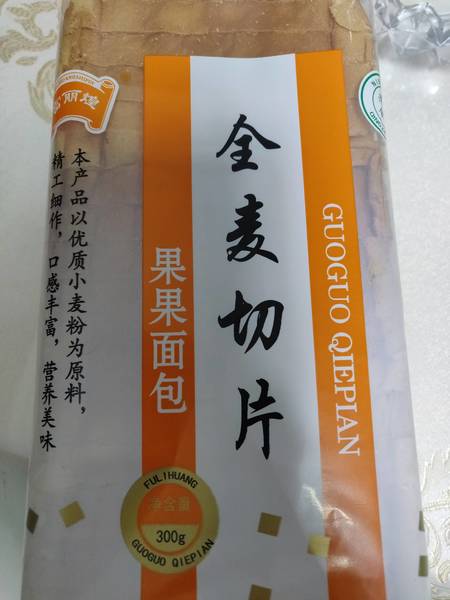 丽煌
全麦切片
果果面包
GUOGUO QIEPIAN
本产品以优质小麦粉为原料，
精工细作，口感丰富，营养美味
FULIHUANG
净含量
300g
GUOGUO QIEPIAN